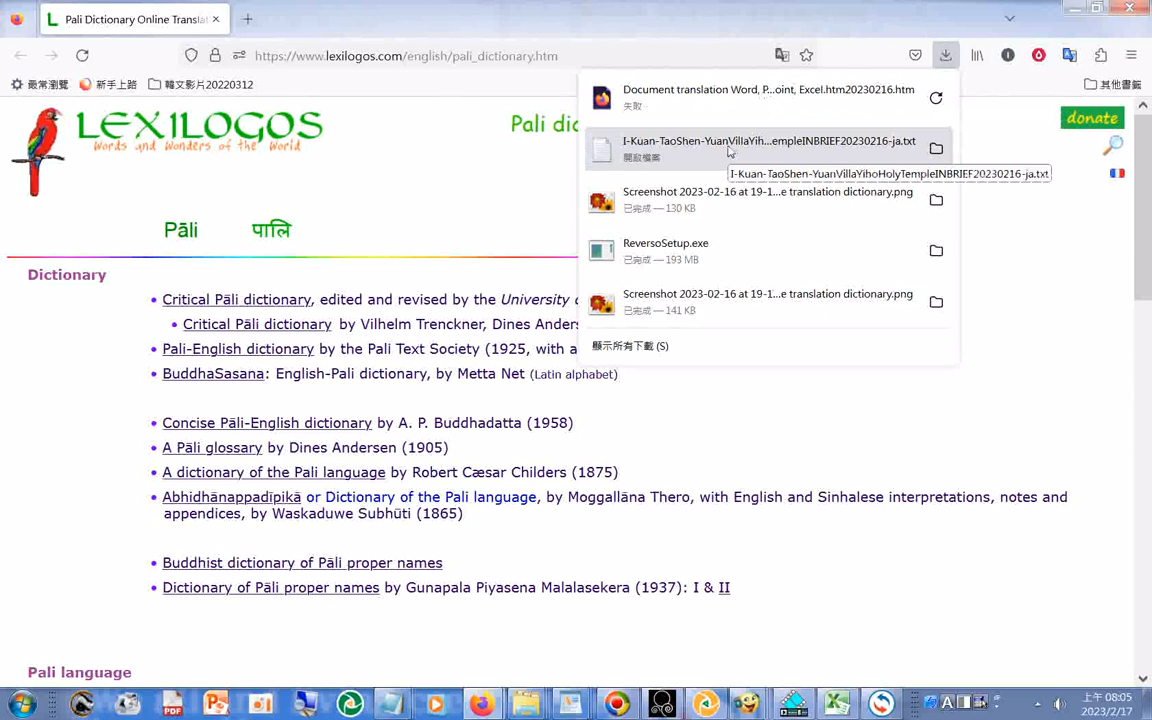 Pali Dictionary Online Translat
https://www.lexilogos.com/english/pali_dictionary.htm
最常瀏覽
新手上路
韓文影片20220312
其他書籤
LEXILOGOS
Words and Wonders of the World
Pali dic
donate
Pāli
पालि
Document translation Word, P...oint, Excel.htm20230216.htm
失敗
I-Kuan-TaoShen-YuanVillaYih...empleINBRIEF20230216-ja.txt
開啟檔案
I-Kuan-TaoShen-YuanVillaYihoHolyTempleINBRIEF20230216-ja.txt
Screenshot 2023-02-16 at 19-1...e translation dictionary.png
已完成 — 130 KB
ReversoSetup.exe
已完成 — 193 MB
Screenshot 2023-02-16 at 19-1...e translation dictionary.png
已完成 — 141 KB
顯示所有下載 (S)
Dictionary
• Critical Pāli dictionary, edited and revised by the University
• Critical Pāli dictionary by Vilhelm Trenckner, Dines Anders
• Pali-English dictionary by the Pali Text Society (1925, with a
• BuddhaSasana: English-Pali dictionary, by Metta Net (Latin alphabet)
• Concise Pāli-English dictionary by A. P. Buddhadatta (1958)
• A Pāli glossary by Dines Andersen (1905)
• A dictionary of the Pali language by Robert Cæsar Childers (1875)
• Abhidhānappadīpikā or Dictionary of the Pali language, by Moggallāna Thero, with English and Sinhalese interpretations, notes and
appendices, by Waskaduwe Subhūti (1865)
• Buddhist dictionary of Pāli proper names
• Dictionary of Pāli proper names by Gunapala Piyasena Malalasekera (1937): I & II
Pali language
上午 08:05
2023/2/17